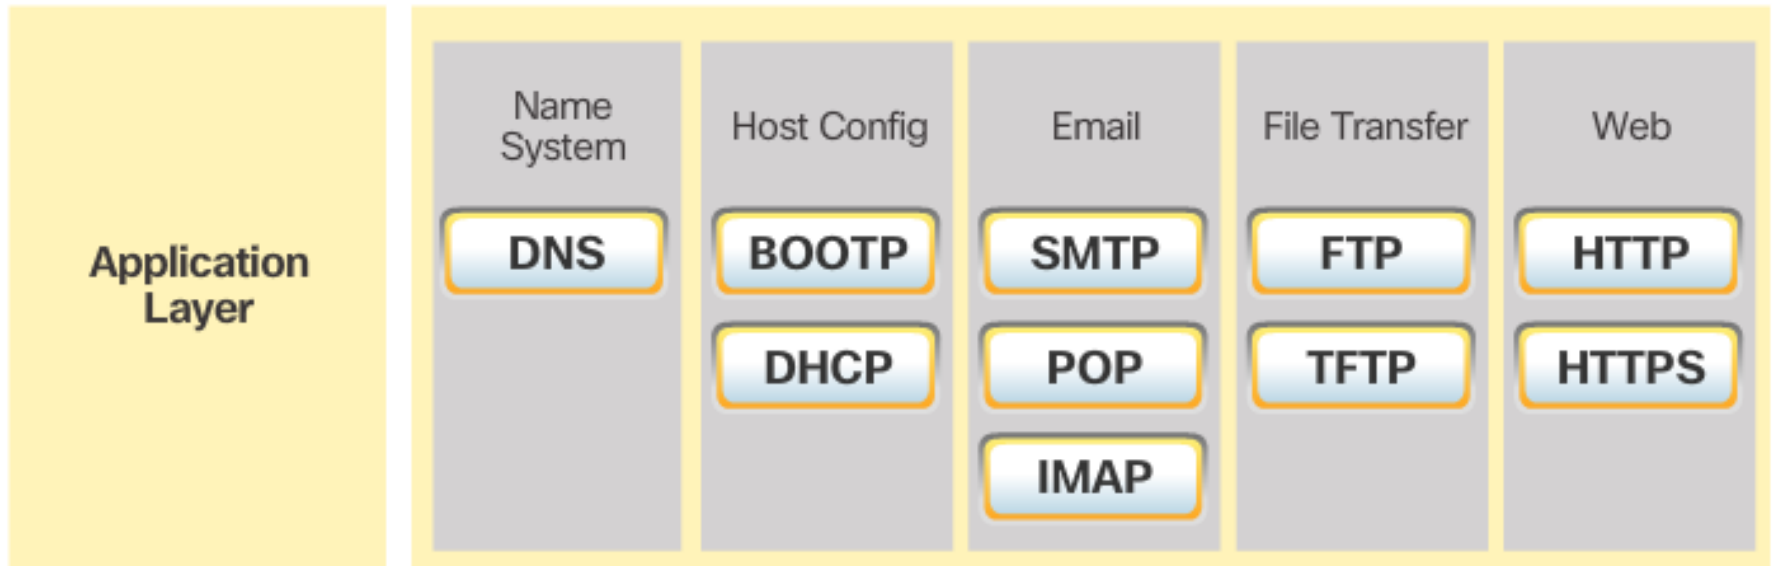 Application
Layer
Name
System
DNS
Host Config
BOOTP
DHCP
Email
SMTP
POP
IMAP
File Transfer
FTP
TFTP
Web
HTTP
HTTPS